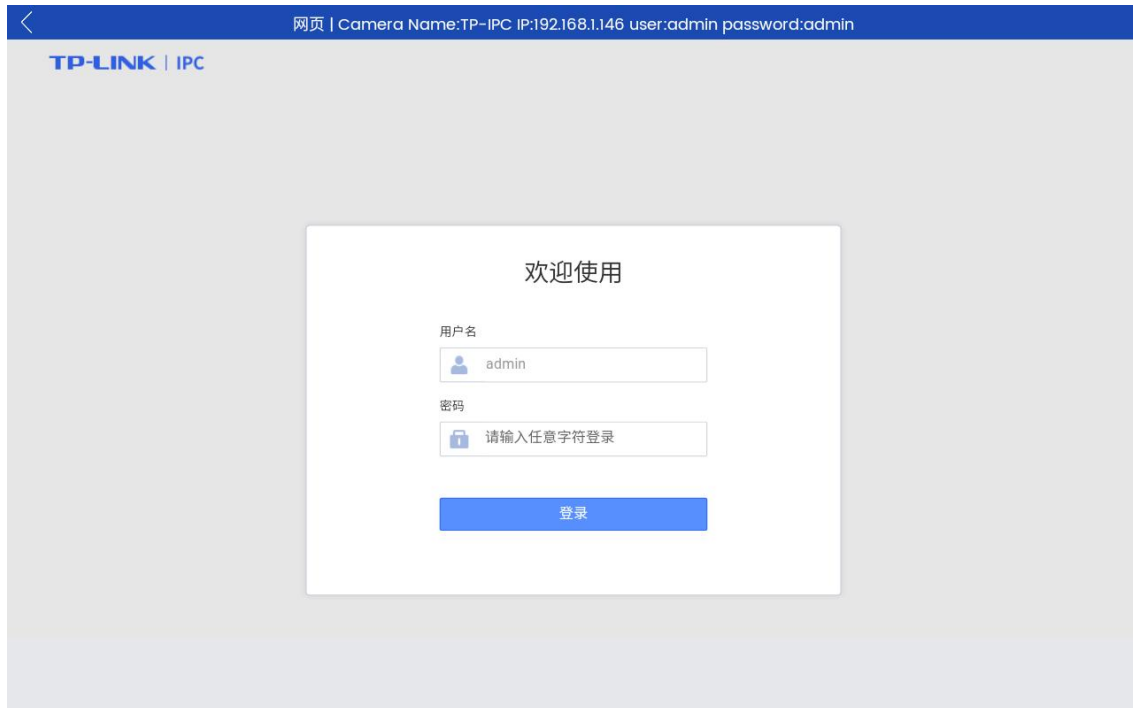 网页 | Camera Name:TP-IPC IP:192.168.1.146 user:admin password:admin
TP-LINK | IPC
欢迎使用
用户名
admin
密码
请输入任意字符登录
登录